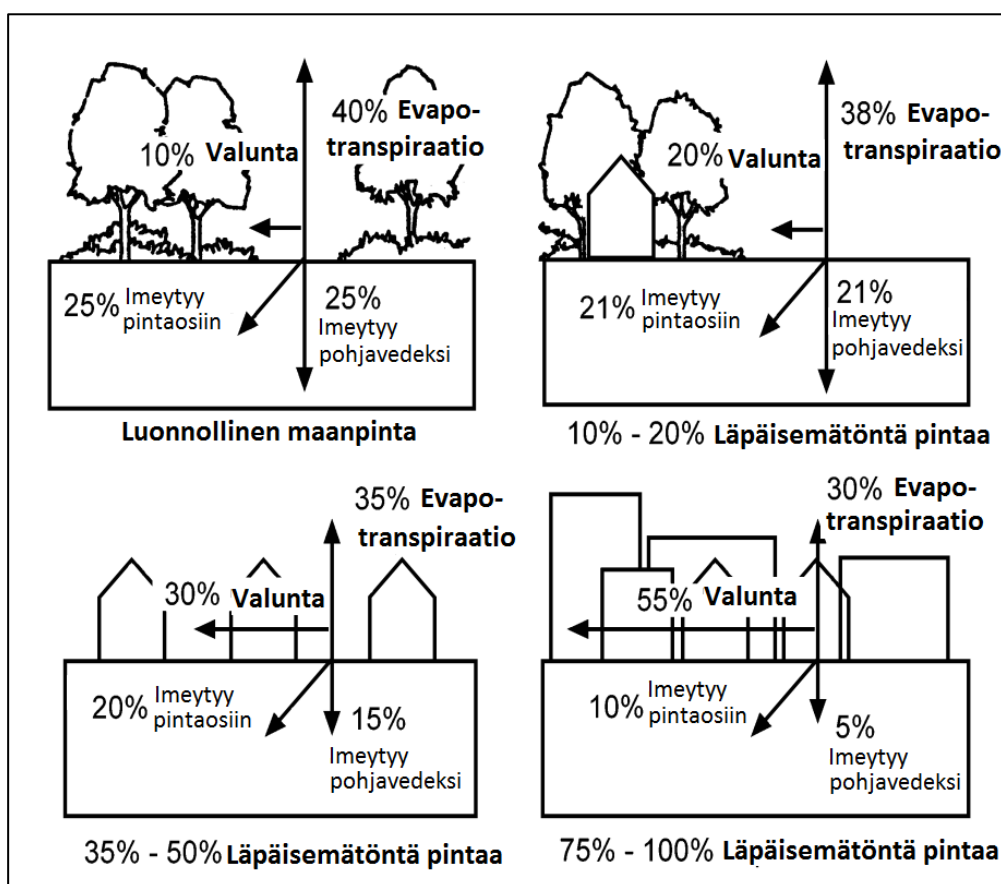 40% Evapo-
transpiraatio
10% Valunta
25% Imeytyy
pintaosiin
25%
Imeytyy
pohjavedeksi
Luonnollinen maanpinta
38% Evapo-
transpiraatio
20% Valunta
21% Imeytyy
pintaosiin
21%
Imeytyy
pohjavedeksi
10% - 20% Läpäisemätöntä pintaa
35% Evapo-
transpiraatio
30% Valunta
20% Imeytyy
pintaosiin
15%
Imeytyy
pohjavedeksi
35% - 50% Läpäisemätöntä pintaa
30% Evapo-
transpiraatio
55% Valunta
10% Imeytyy
pintaosiin
5%
Imeytyy
pohjavedeksi
75% - 100% Läpäisemätöntä pintaa